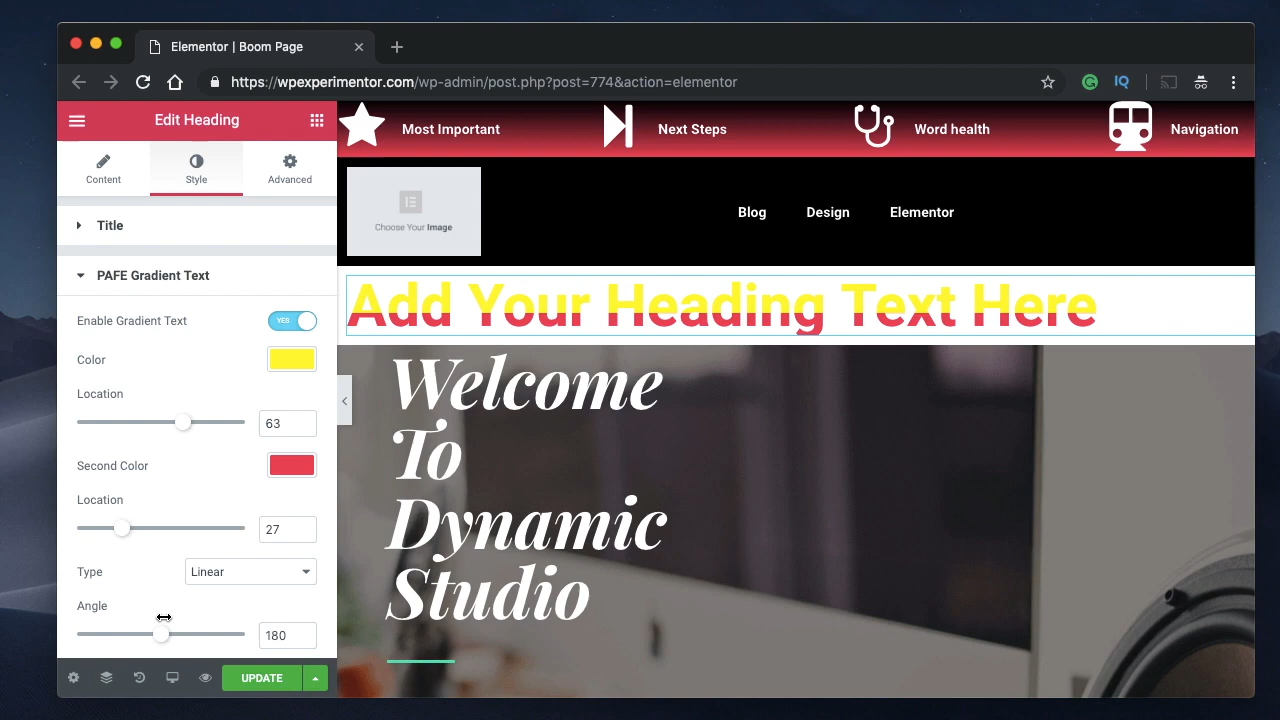 Elementor | Boom Page
https://wpexperimentor.com/wp-admin/post.php?post=774&action=elementor
Edit Heading
Content
Style
Advanced
Title
PAFE Gradient Text
Enable Gradient Text
YES
Color
Location
63
Second Color
Location
27
Type
Linear
Angle
180
UPDATE
Most Important
Next Steps
Word health
Navigation
Choose Your Image
Blog
Design
Elementor
Add Your Heading Text Here
Welcome
To
Dynamic
Studio